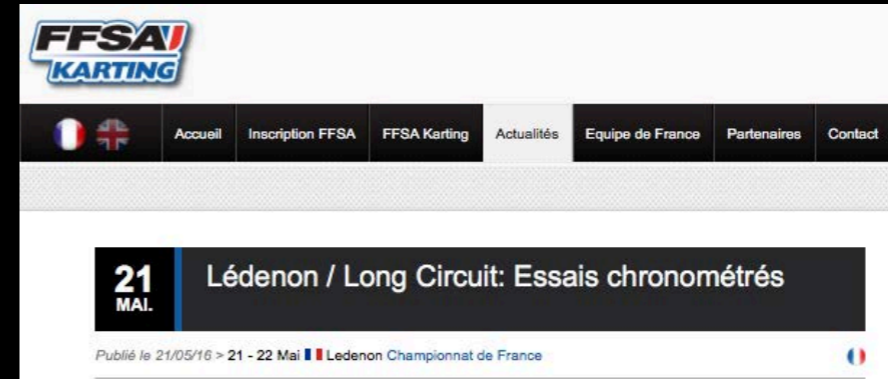 FFSA
KARTING
Accueil Inscription FFSA FFSA Karting Actualités Equipe de France Partenaires Contact
21
MAI.
Lédenon / Long Circuit: Essais chronométrés
Publié le 21/05/16 > 21 - 22 Mai Ledenon Championnat de France